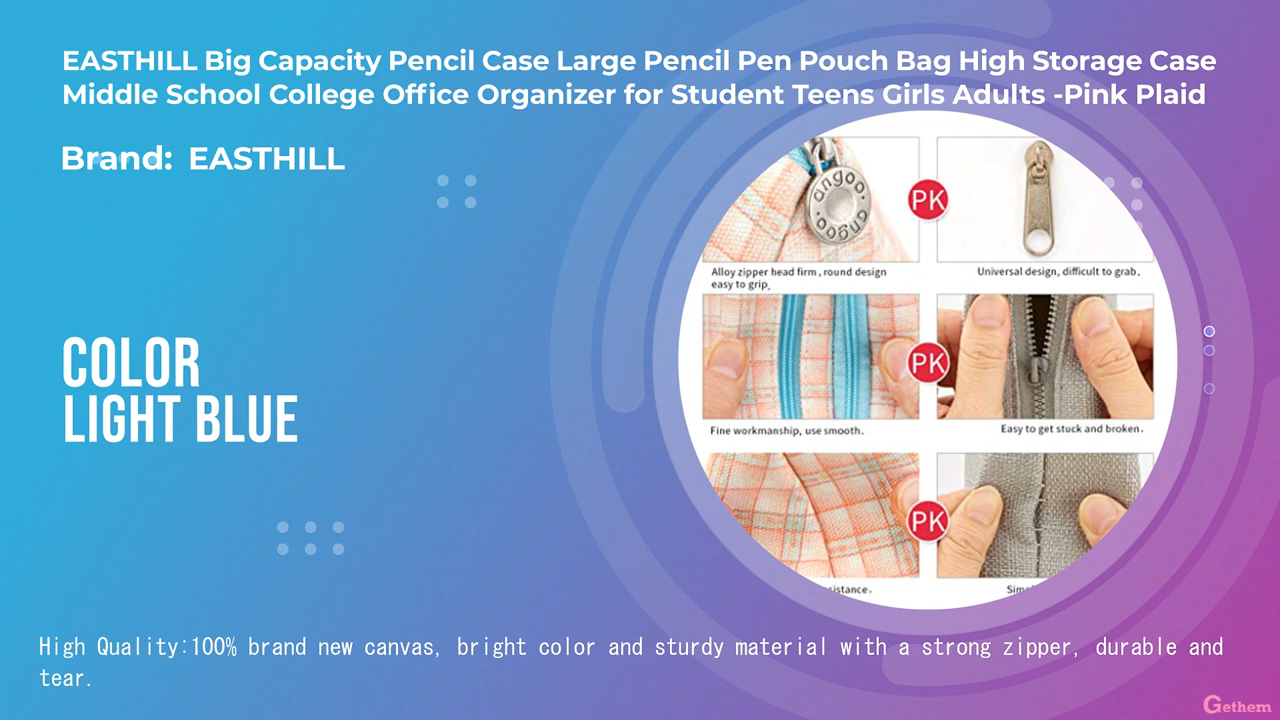 EASTHILL Big Capacity Pencil Case Large Pencil Pen Pouch Bag High Storage Case
Middle School College Office Organizer for Student Teens Girls Adults -Pink Plaid
Brand: EASTHILL
COLOR
LIGHT BLUE
angoo
angoo
PK
Alloy zipper head firm, round design
easy to grip.
Universal design, difficult to grab.
PK
Fine workmanship, use smooth.
Easy to get stuck and broken.
PK
High Quality:100% brand new canvas, bright color and sturdy material with a strong zipper, durable and
tear.
Gethem